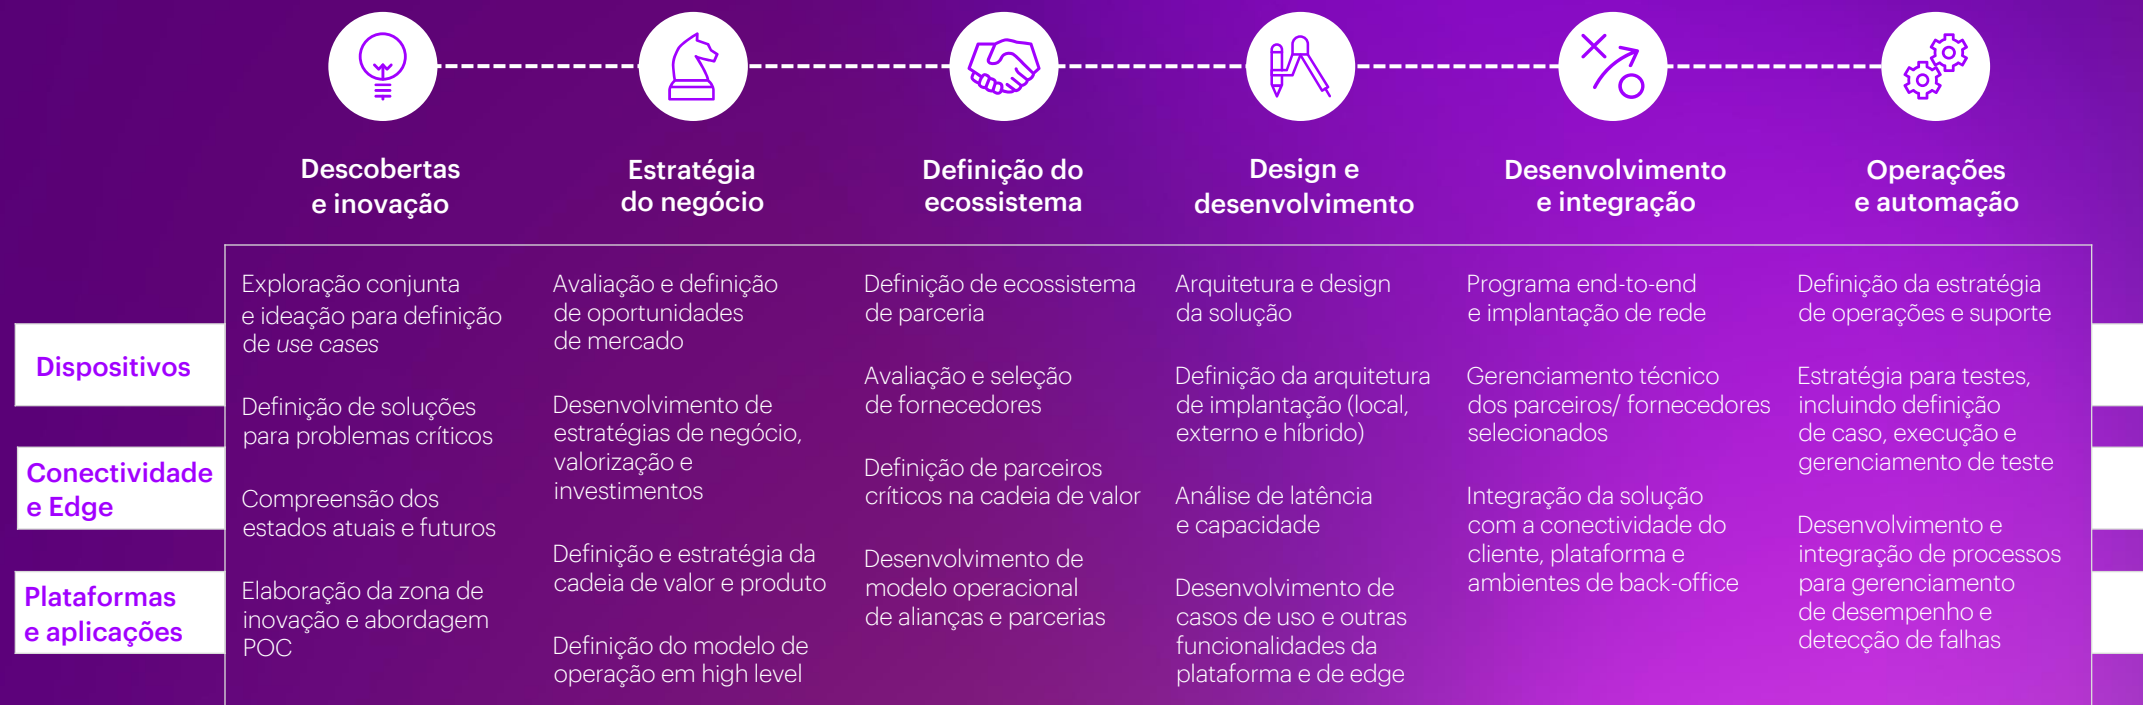 Descobertas
e inovação
Estratégia
do negócio
Definição do
ecossistema
Design e
desenvolvimento
Desenvolvimento
e integração
Operações
e automação
Dispositivos
Conectividade
e Edge
Plataformas
e aplicações
Exploração conjunta
e ideação para definição
de use cases
Definição de soluções
para problemas críticos
Compreensão dos
estados atuais e futuros
Elaboração da zona de
inovação e abordagem
POC
Avaliação e definição
de oportunidades
de mercado
Desenvolvimento de
estratégias de negócio,
valorização e
investimentos
Definição e estratégia da
cadeia de valor e produto
Definição do modelo de
operação em high level
Definição de ecossistema
de parceria
Avaliação e seleção
de fornecedores
Definição de parceiros
críticos na cadeia de valor
Desenvolvimento de
modelo operacional
de alianças e parcerias
Arquitetura e design
da solução
Definição da arquitetura
de implantação (local,
externo e híbrido)
Análise de latência
e capacidade
Desenvolvimento de
casos de uso e outras
funcionalidades da
plataforma e de edge
Programa end-to-end
e implantação de rede
Gerenciamento técnico
dos parceiros/ fornecedores
selecionados
Integração da solução
com a conectividade do
cliente, plataforma e
ambientes de back-office
Definição da estratégia
de operações e suporte
Estratégia para testes,
incluindo definição
de caso, execução e
gerenciamento de teste
Desenvolvimento e
integração de processos
para gerenciamento
de desempenho e
detecção de falhas